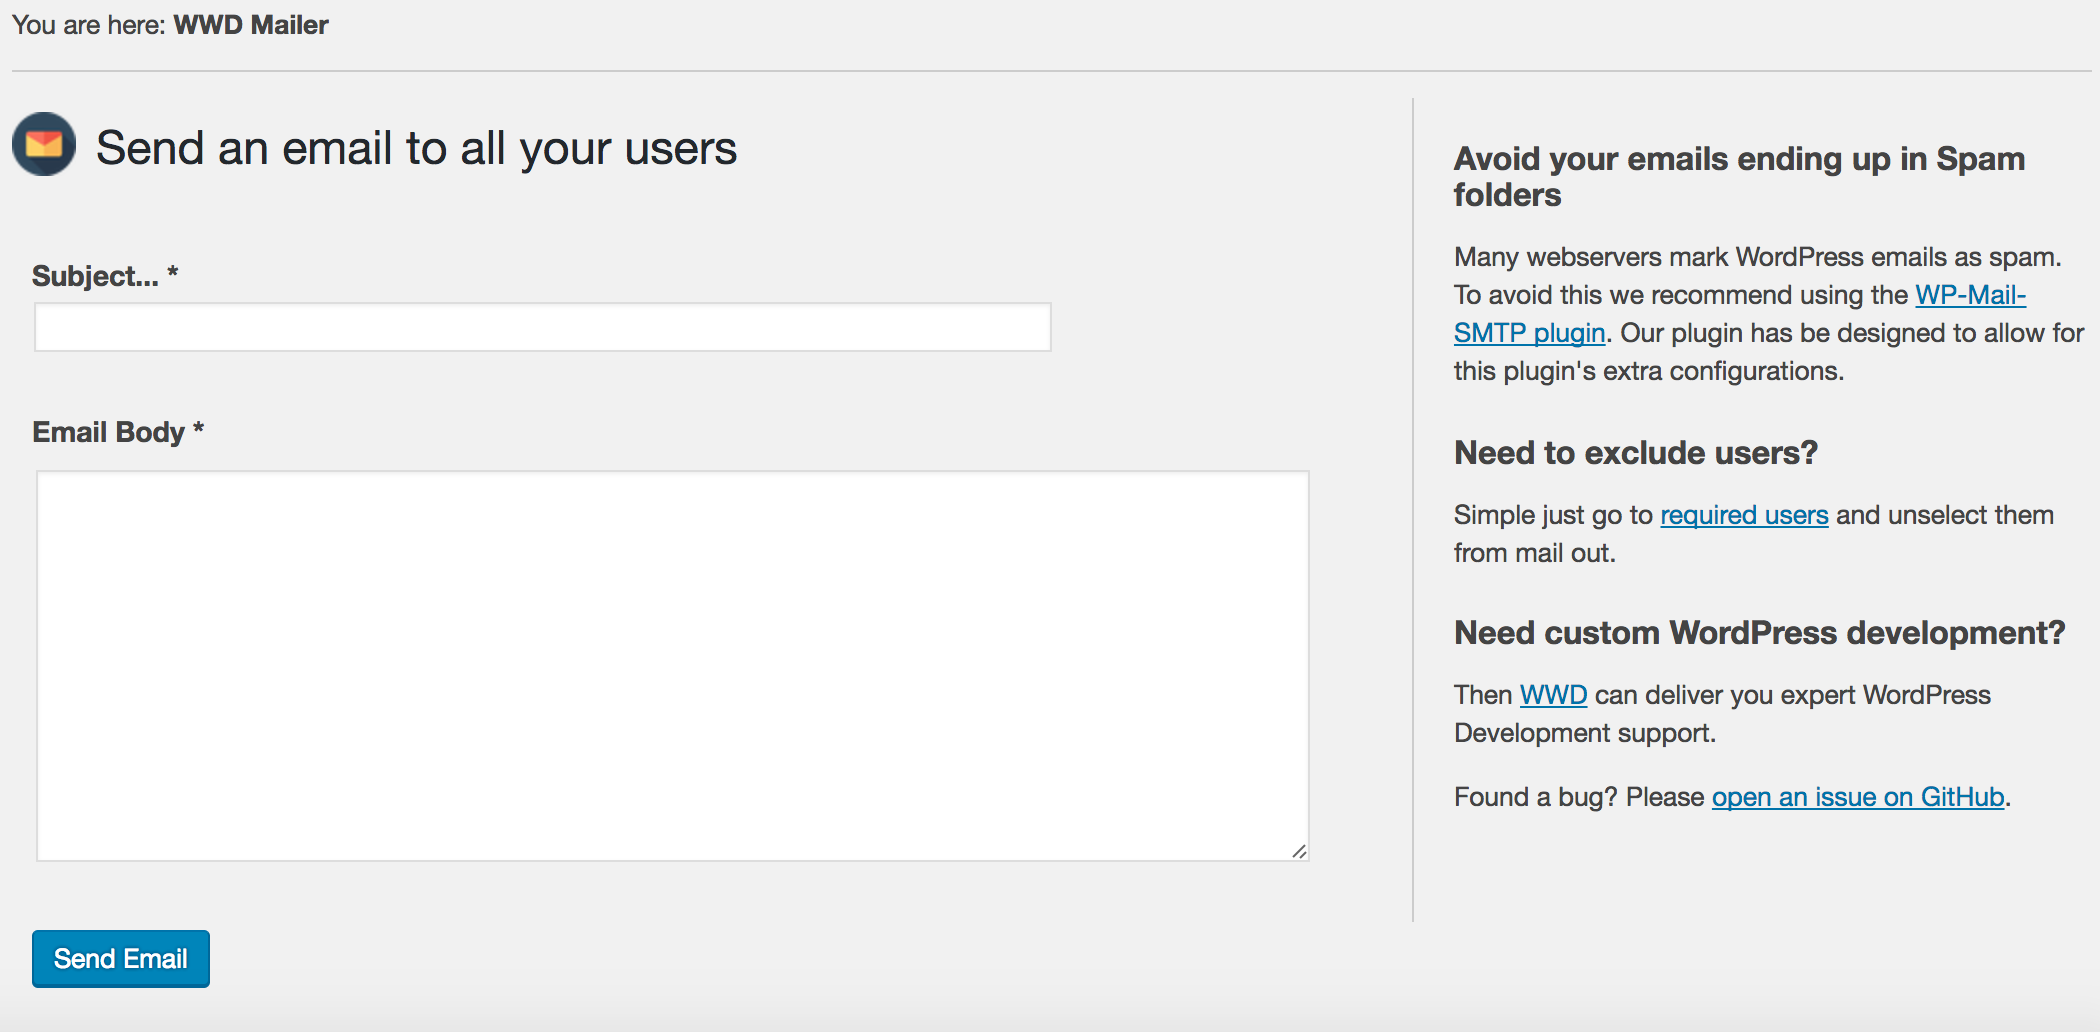 You are here: WWD Mailer
Send an email to all your users
Subject... *
Email Body *
Send Email
Avoid your emails ending up in Spam
folders
Many webservers mark WordPress emails as spam.
To avoid this we recommend using the WP-Mail-
SMTP plugin. Our plugin has be designed to allow for
this plugin's extra configurations.
Need to exclude users?
Simple just go to required users and unselect them
from mail out.
Need custom WordPress development?
Then WWD can deliver you expert WordPress
Development support.
Found a bug? Please open an issue on GitHub.